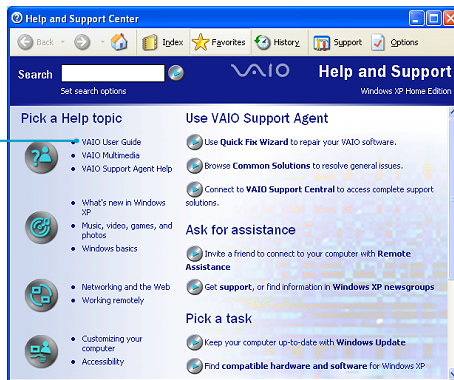 Help and Support Center
Back
Index
Favorites
History
Support
Options
Search
Set search options
VAIO
Help and Support
Windows XP Home Edition
Pick a Help topic
VAIO User Guide
VAIO Multimedia
VAIO Support Agent Help
What's new in Windows
XP
Music, video, games, and
photos
Windows basics
Networking and the Web
Working remotely
Customizing your
computer
Accessibility
Use VAIO Support Agent
Use Quick Fix Wizard to repair your VAIO software.
Browse Common Solutions to resolve general issues.
Connect to VAIO Support Central to access complete support
solutions.
Ask for assistance
Invite a friend to connect to your computer with Remote
Assistance
Get support, or find information in Windows XP newsgroups
Pick a task
Keep your computer up-to-date with Windows Update
Find compatible hardware and software for Windows XP